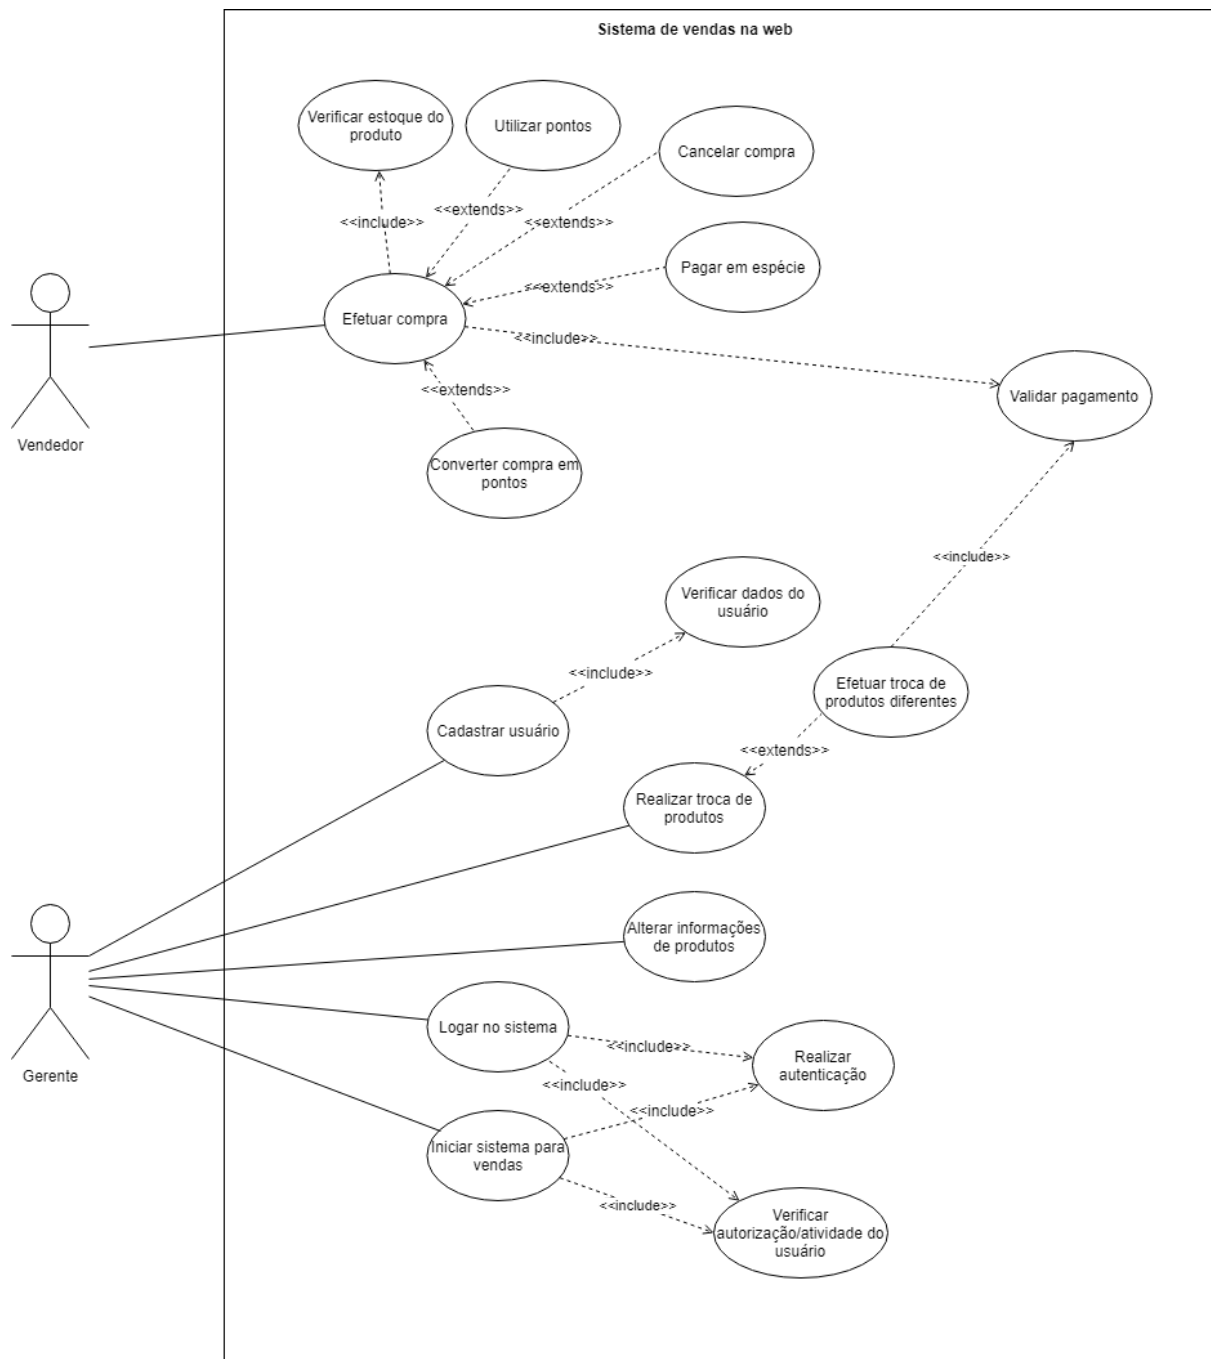 Sistema de vendas na web
Verificar estoque do
produto
Utilizar pontos
Cancelar compra
<<include>>
<<extends>>
<<extends>>
Pagar em espécie
<<extends>>
Efetuar compra
<<include>>
<<extends>>
Validar pagamento
Vendedor
Converter compra em
pontos
<<include>>
Verificar dados do
usuário
<<include>>
Efetuar troca de
produtos diferentes
Cadastrar usuário
<<extends>>
Realizar troca de
produtos
Alterar informações
de produtos
Logar no sistema
<<include>>
Realizar
autenticação
Gerente
<<include>>
<<include>>
Iniciar sistema para
vendas
<<include>>
Verificar
autorização/atividade do
usuário